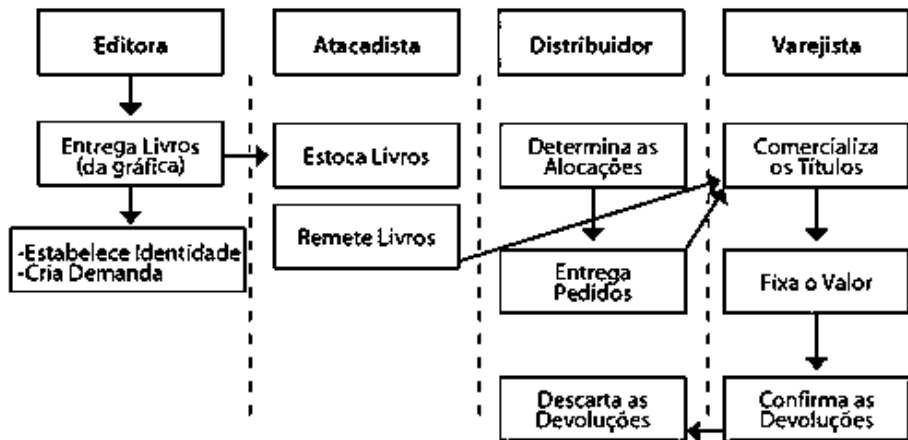 Editora
Atacadista
Distribuidor
Varejista
Entrega Livros
(da gráfica)
Estoca Livros
Determina as
Alocações
Comercializa
os Títulos
-Estabelece Identidade
-Cria Demanda
Remete Livros
Entrega
Pedidos
Fixa o Valor
Descarta as
Devoluções
Confirma as
Devoluções